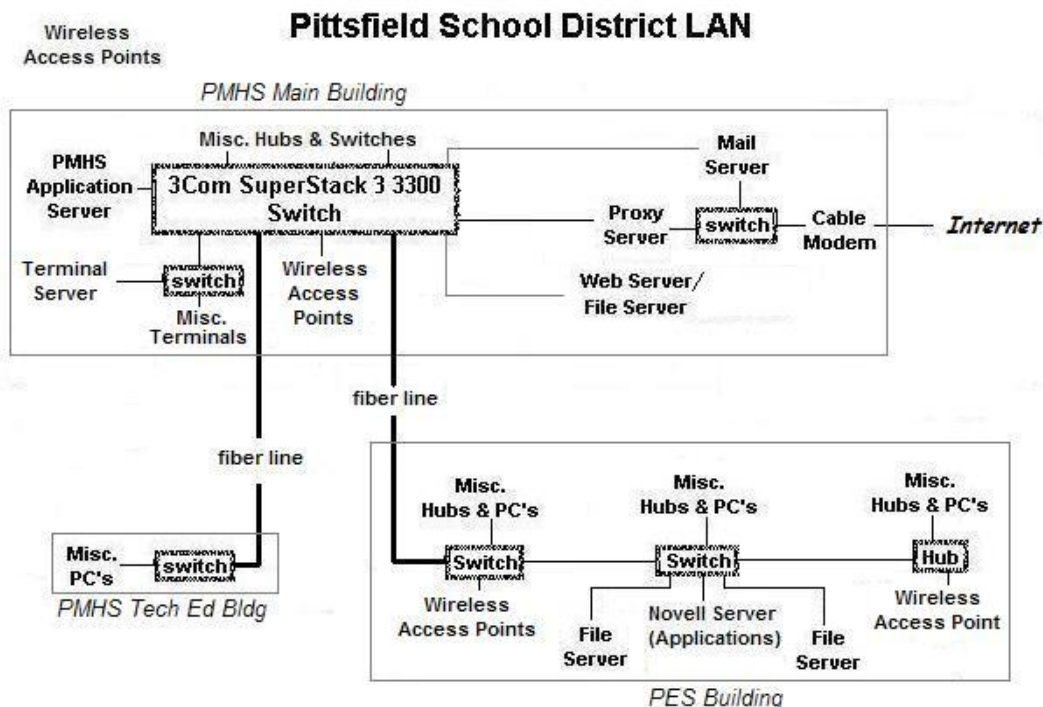 Pittsfield School District LAN
Wireless
Access Points
PMHS Main Building
Misc. Hubs & Switches
PMHS
Application
Server
3Com SuperStack 3 3300
Switch
Mail
Server
Proxy
Server
switch
Cable
Modem
Internet
Terminal
Server
switch
Misc.
Terminals
Wireless
Access
Points
Web Server/
File Server
fiber line
fiber line
Misc.
PC's
switch
PMHS Tech Ed Bldg
Misc.
Hubs & PC's
Switch
Wireless
Access Points
Misc.
Hubs & PC's
Switch
File
Server
Novell Server
(Applications)
File
Server
Misc.
Hubs & PC's
Hub
Wireless
Access Point
PES Building